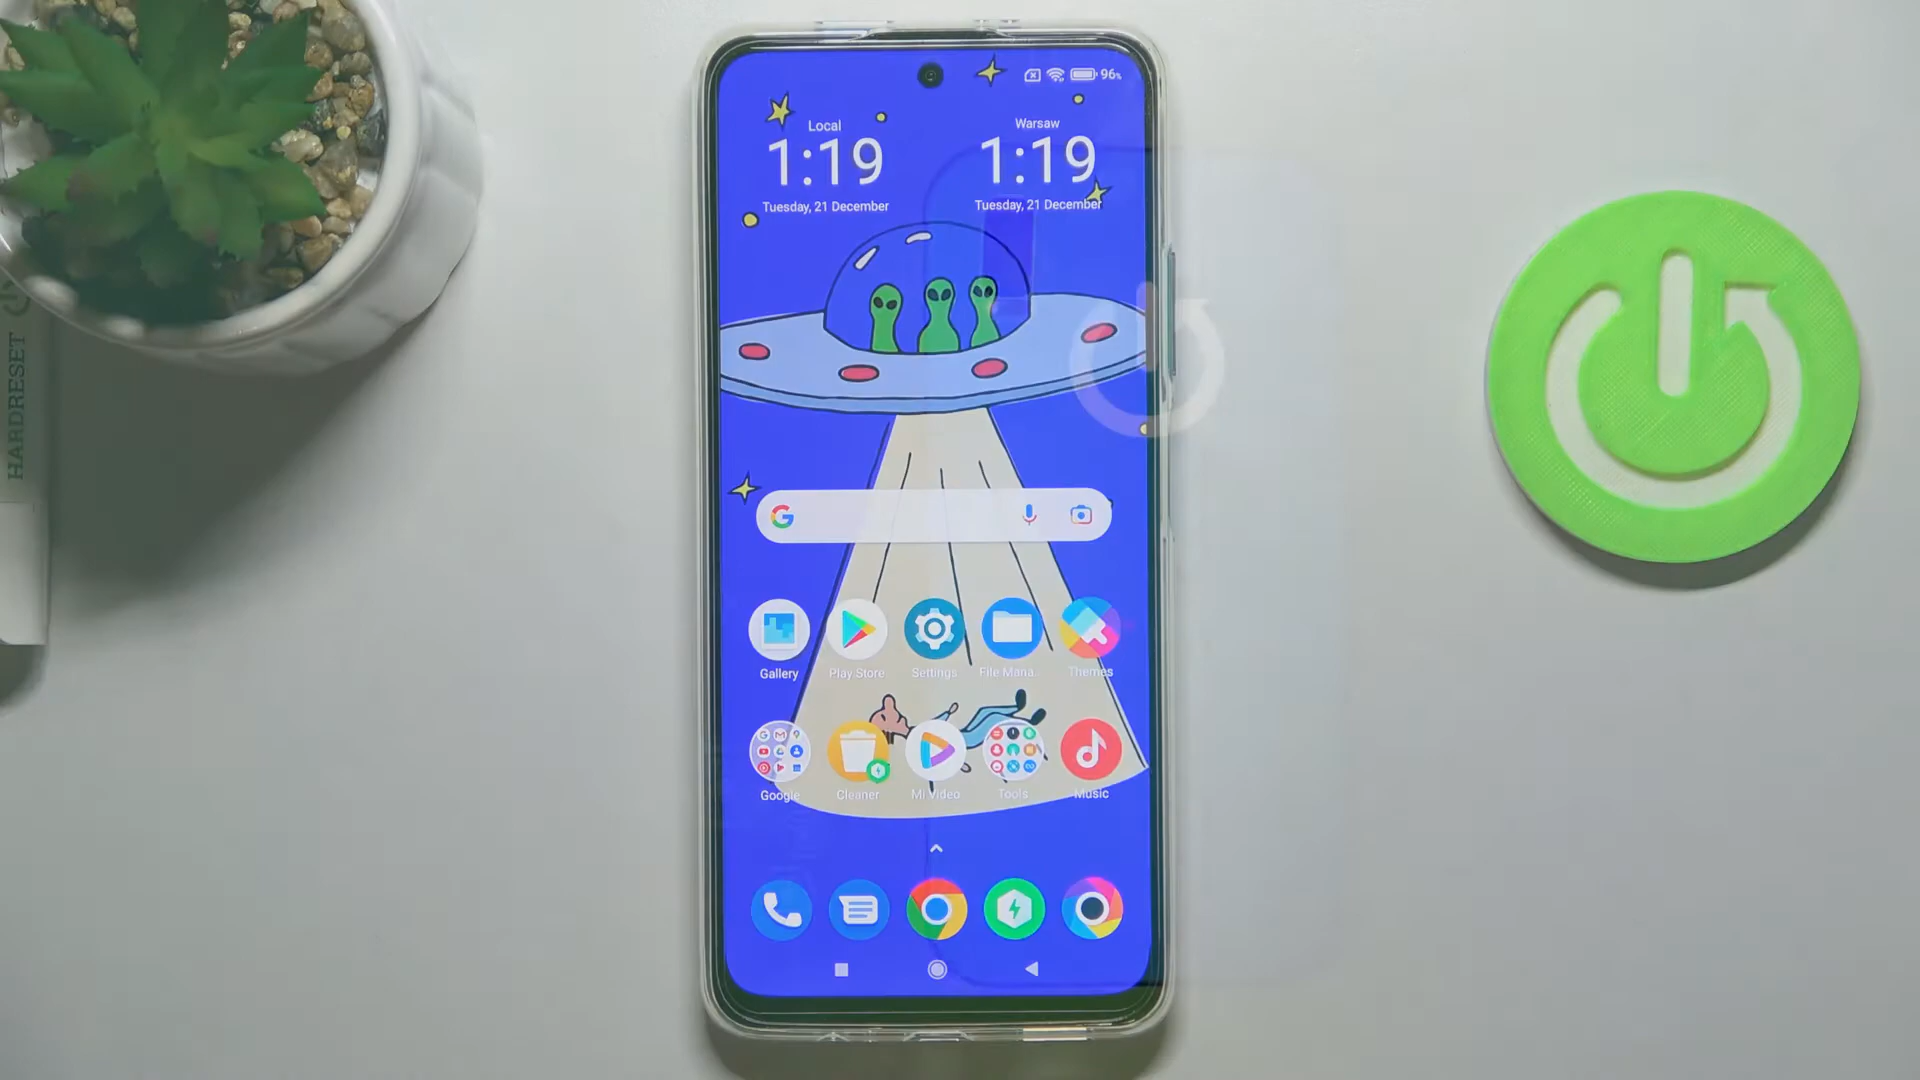 96%
Local
Warsaw
1:19
1:19
Tuesday, 21 December
Tuesday, 21 December
Gallery
Play Store
Settings
File Mana..
Themes
Google
Cleaner
Mi Video
Tools
Music
HARDRESET